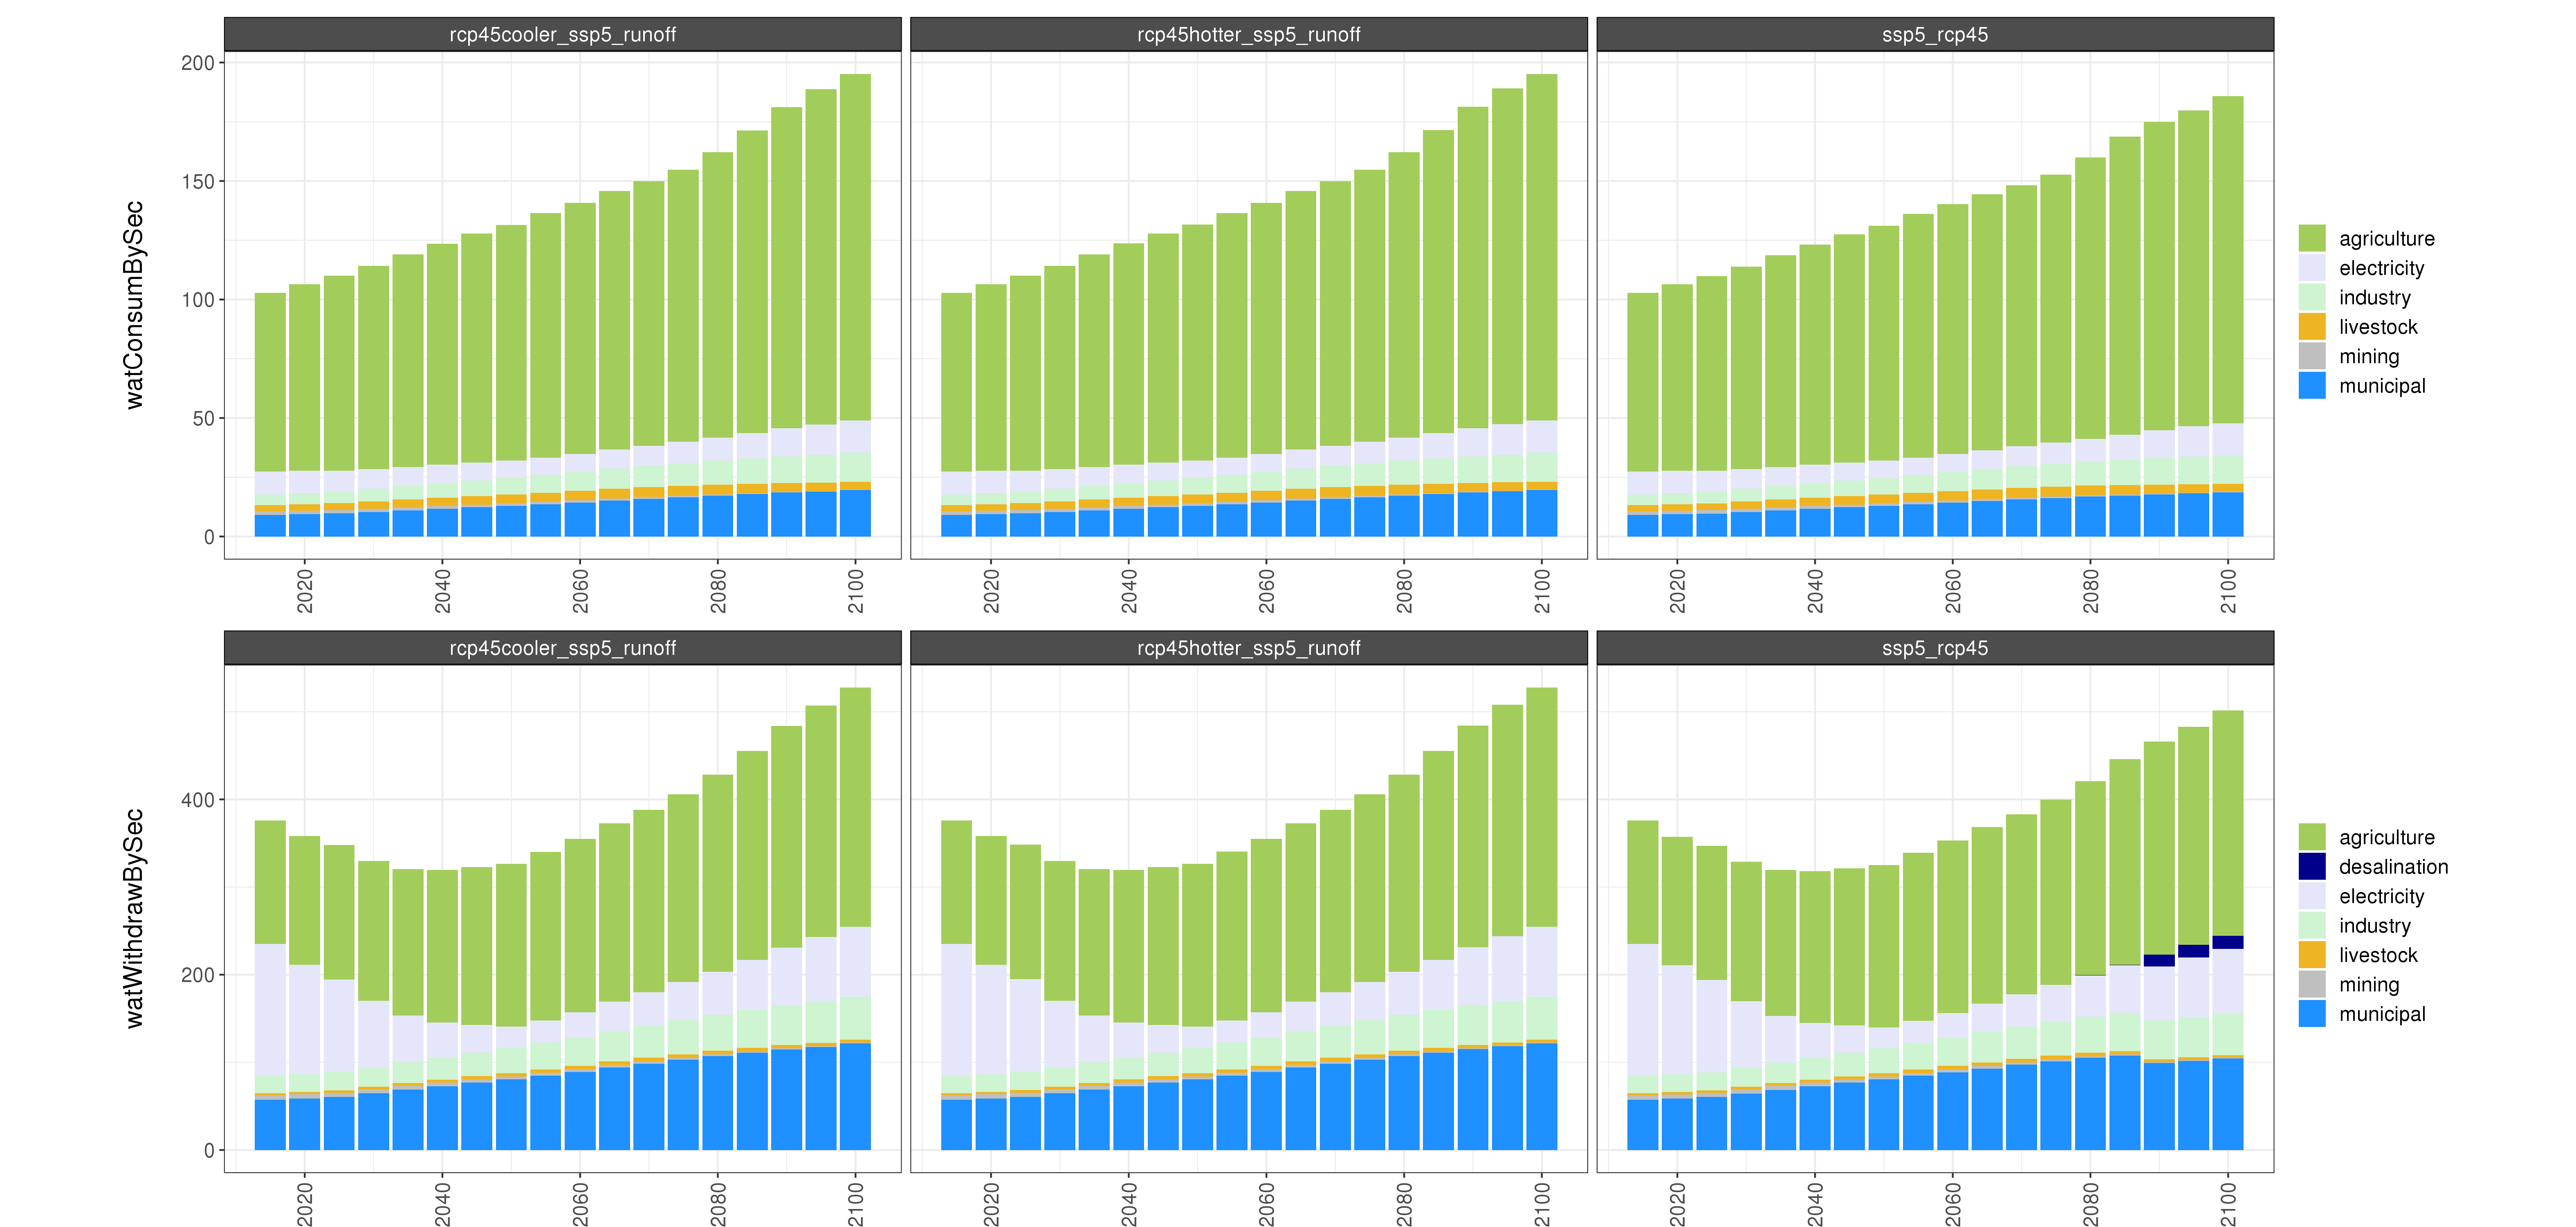 rcp45cooler_ssp5_runoff rcp45hotter_ssp5_runoff ssp5_rcp45
watConsumBySec
200
150
100
50
0
2020 2040 2060 2080 2100 2020 2040 2060 2080 2100 2020 2040 2060 2080 2100
agriculture
electricity
industry
livestock
mining
municipal
rcp45cooler_ssp5_runoff rcp45hotter_ssp5_runoff ssp5_rcp45
watWithdrawBySec
400
200
0
2020 2040 2060 2080 2100 2020 2040 2060 2080 2100 2020 2040 2060 2080 2100
agriculture
desalination
electricity
industry
livestock
mining
municipal